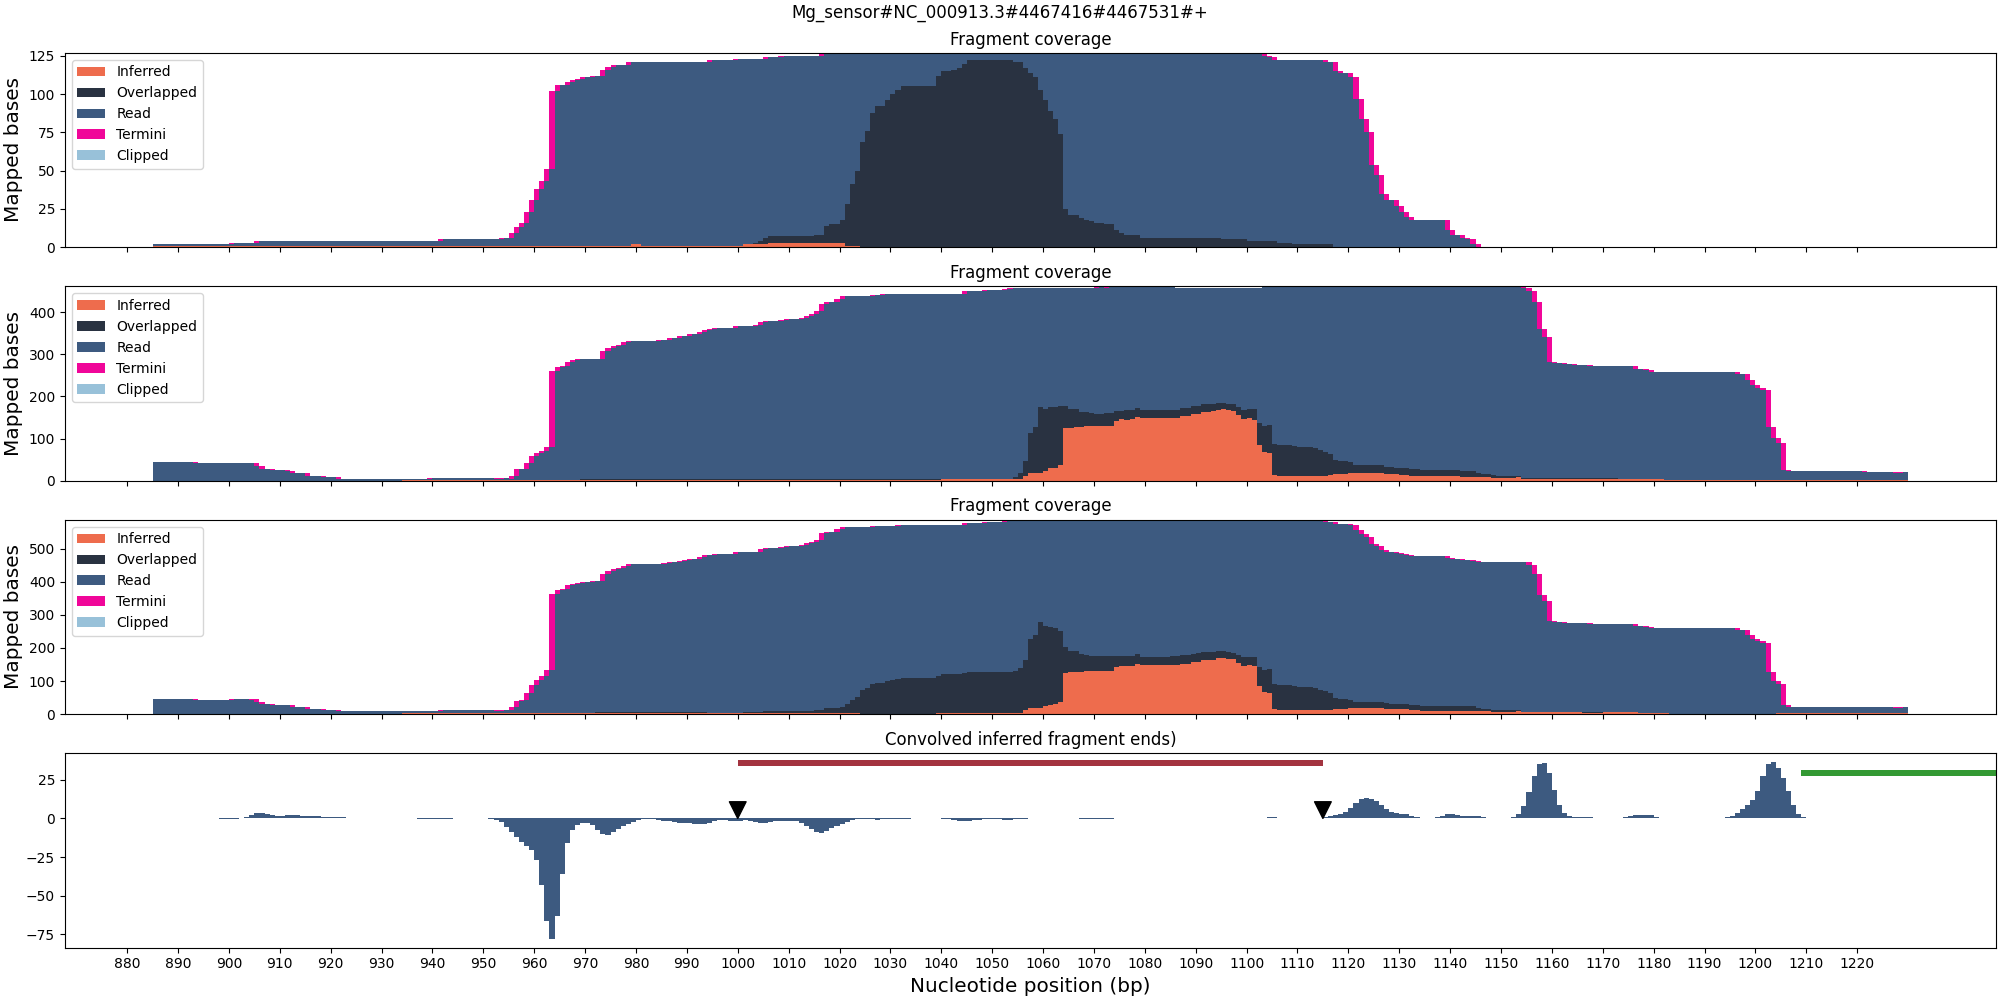 Mg_sensor#NC_000913.3#4467416#4467531#+
Fragment coverage
Mapped bases
125
100
75
50
25
0
Inferred
Overlapped
Read
Termini
Clipped
Fragment coverage
Mapped bases
400
300
200
100
0
Inferred
Overlapped
Read
Termini
Clipped
Fragment coverage
Mapped bases
500
400
300
200
100
0
Inferred
Overlapped
Read
Termini
Clipped
Convolved inferred fragment ends)
25
0
−25
−50
−75
880 890 900 910 920 930 940 950 960 970 980 990 1000 1010 1020 1030 1040 1050 1060 1070 1080 1090 1100 1110 1120 1130 1140 1150 1160 1170 1180 1190 1200 1210 1220
Nucleotide position (bp)